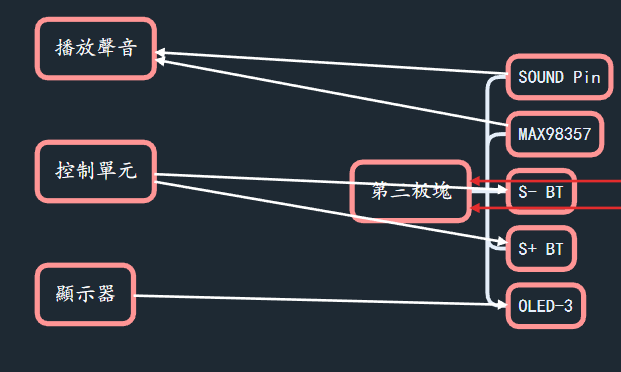 播放聲音
SOUND Pin
MAX98357
控制單元
第三板塊
S- BT
S+ BT
顯示器
OLED-3